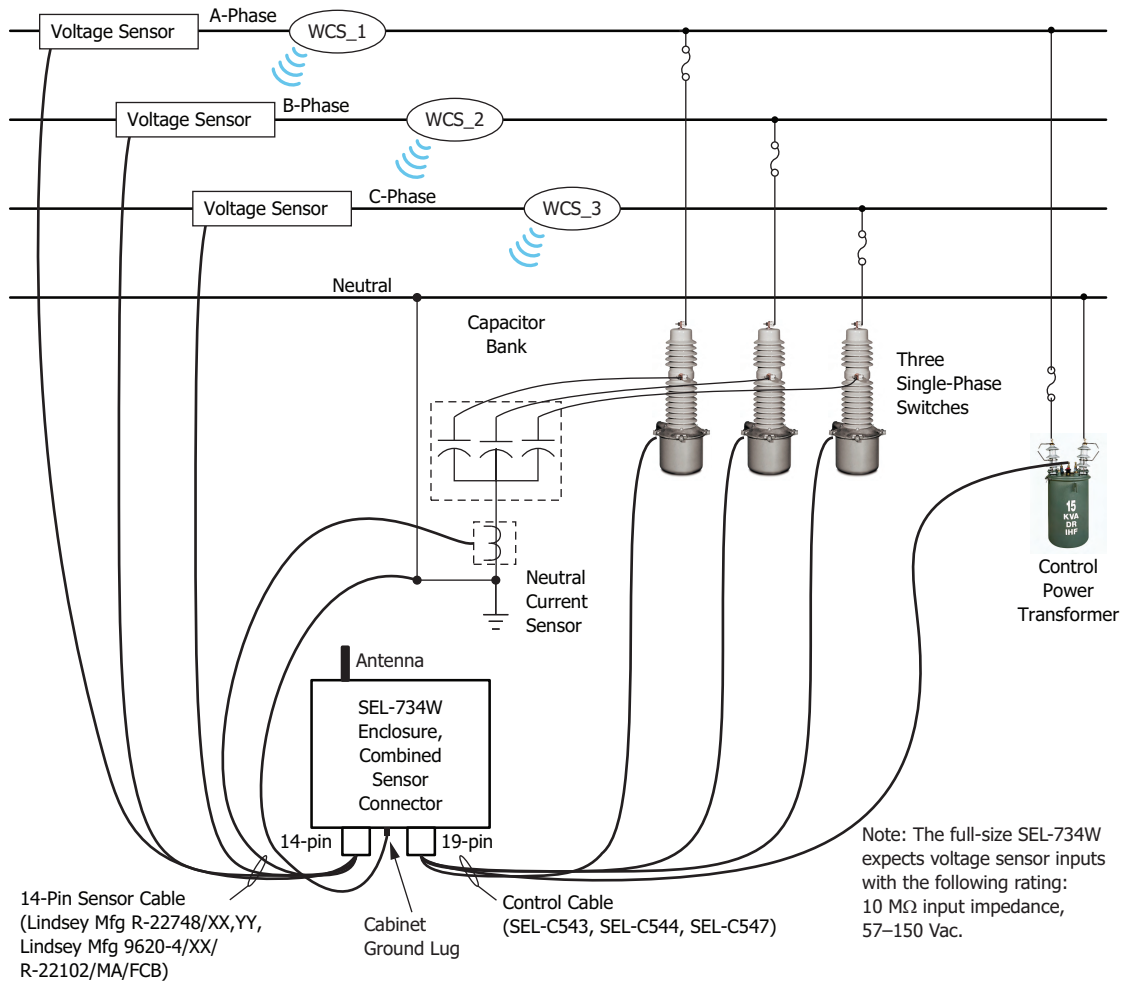 A-Phase
Voltage Sensor
WCS_1
B-Phase
Voltage Sensor
WCS_2
C-Phase
Voltage Sensor
WCS_3
Neutral
Capacitor
Bank
Three
Single-Phase
Switches
15
KVA
DR
IHF
Control
Power
Transformer
Neutral
Current
Sensor
Antenna
SEL-734W
Enclosure,
Combined
Sensor
Connector
14-pin
19-pin
14-Pin Sensor Cable
(Lindsey Mfg R-22748/XX,YY,
Lindsey Mfg 9620-4/XX/
R-22102/MA/FCB)
Cabinet
Ground Lug
Control Cable
(SEL-C543, SEL-C544, SEL-C547)
Note: The full-size SEL-734W
expects voltage sensor inputs
with the following rating:
10 MΩ input impedance,
57–150 Vac.